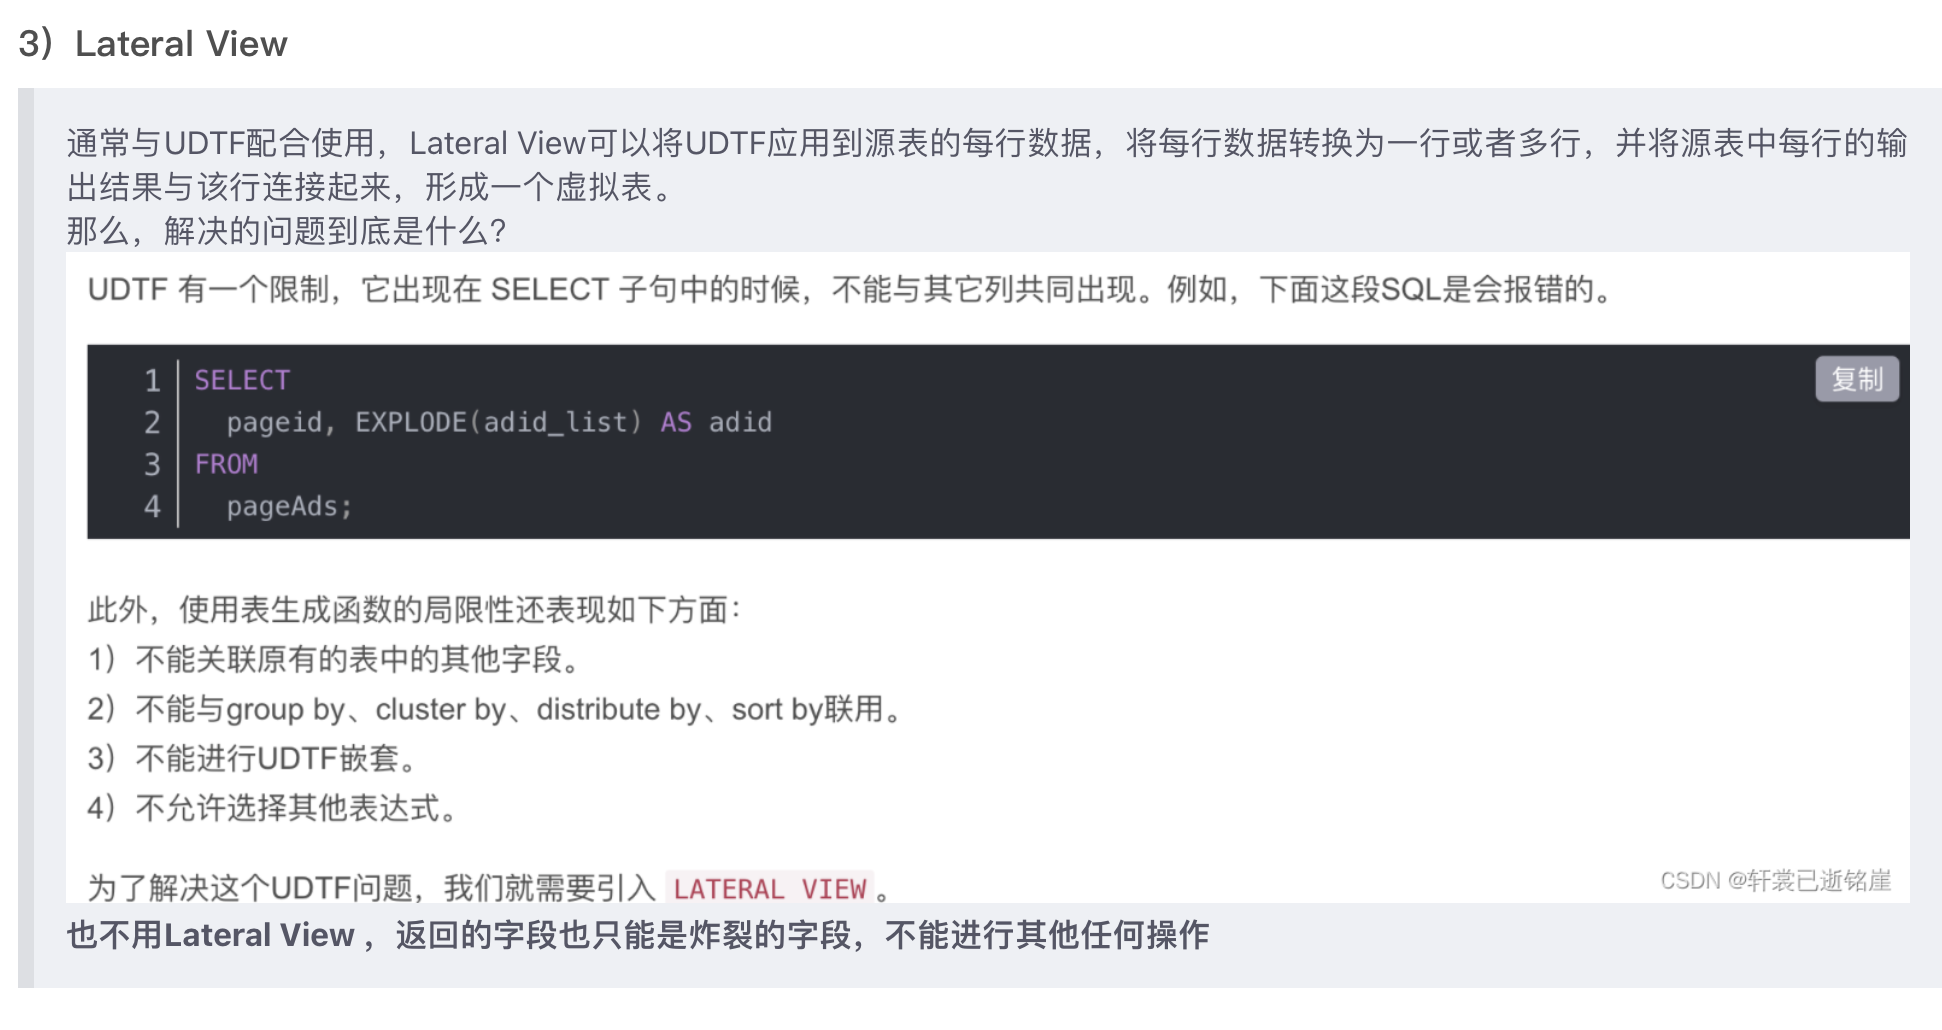 3）Lateral View
通常与UDTF配合使用，Lateral View可以将UDTF应用到源表的每行数据，将每行数据转换为一行或者多行，并将源表中每行的输
出结果与该行连接起来，形成一个虚拟表。
那么，解决的问题到底是什么？
UDTF 有一个限制，它出现在 SELECT 子句中的时候，不能与其它列共同出现。例如，下面这段SQL是会报错的。
复制
1 SELECT
2   pageid, EXPLODE(adid_list) AS adid
3 FROM
4   pageAds;
此外，使用表生成函数的局限性还表现如下方面：
1）不能关联原有的表中的其他字段。
2）不能与group by、cluster by、distribute by、sort by联用。
3）不能进行UDTF嵌套。
4）不允许选择其他表达式。
为了解决这个UDTF问题，我们就需要引入 LATERAL VIEW 。
CSDN @轩裳已逝铭崖
也不用Lateral View ，返回的字段也只能是炸裂的字段，不能进行其他任何操作